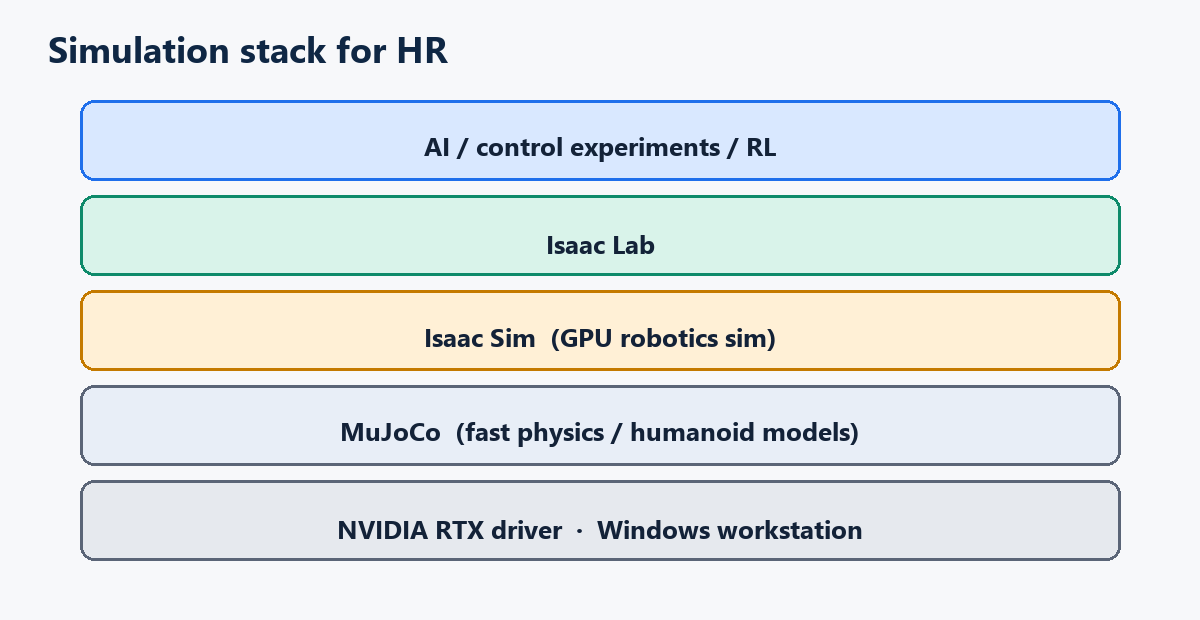 Simulation stack for HR
AI / control experiments / RL
Isaac Lab
Isaac Sim  (GPU robotics sim)
MuJoCo  (fast physics / humanoid models)
NVIDIA RTX driver  ·  Windows workstation